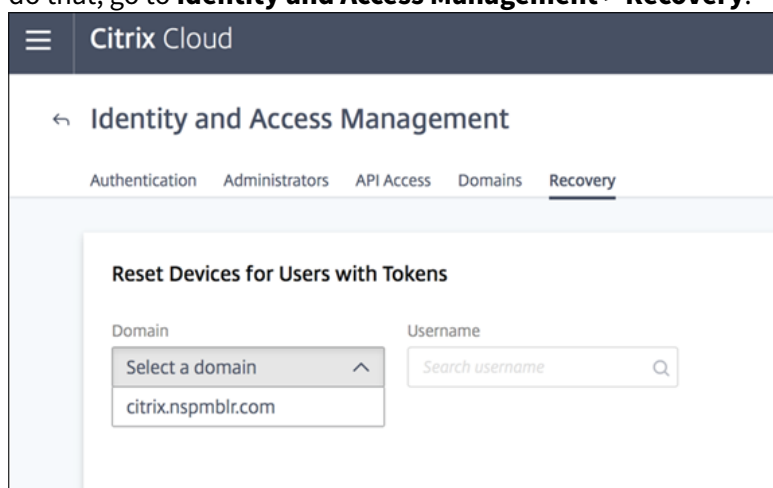 do that, go to Identity and Access Management > Recovery.
Citrix Cloud
Identity and Access Management
Authentication Administrators API Access Domains Recovery
Reset Devices for Users with Tokens
Domain Username
Select a domain Search username
citrix.nspmblr.com